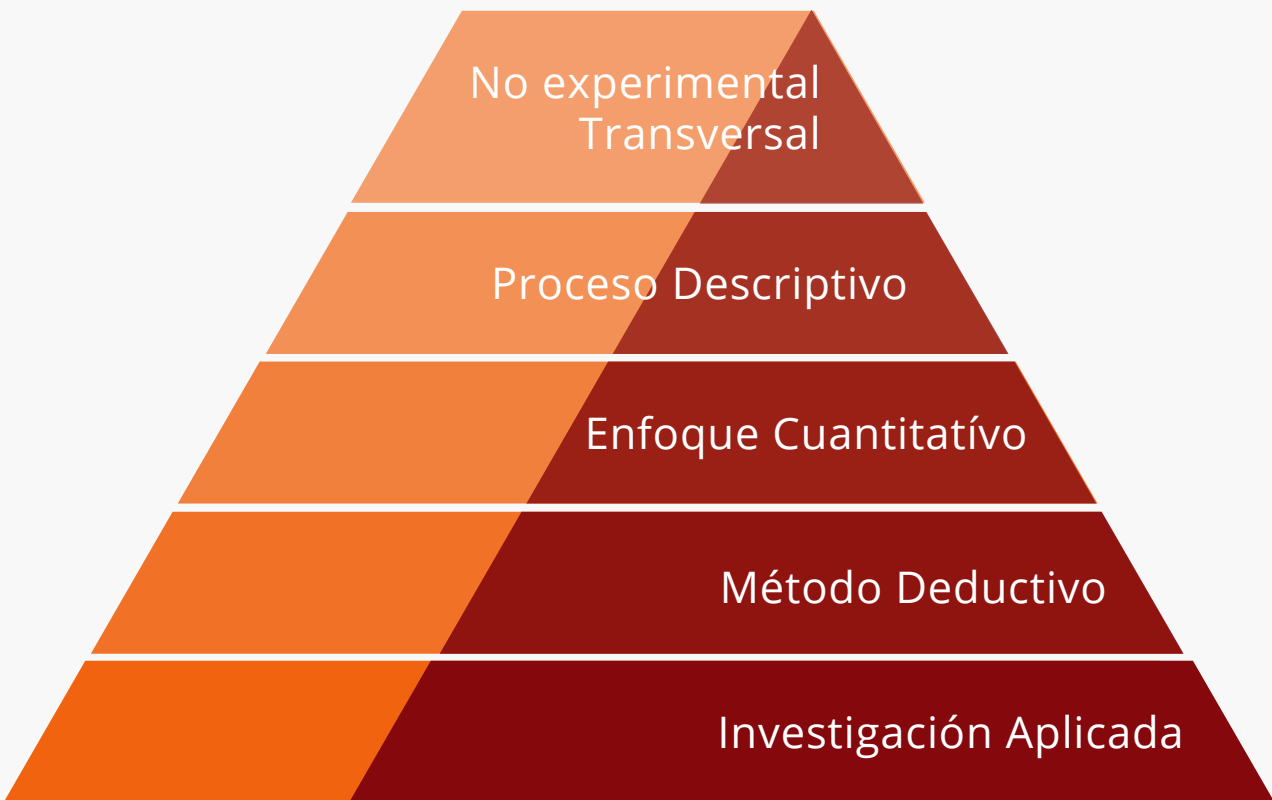 No experimental
Transversal
Proceso Descriptivo
Enfoque Cuantitatívo
Método Deductivo
Investigación Aplicada